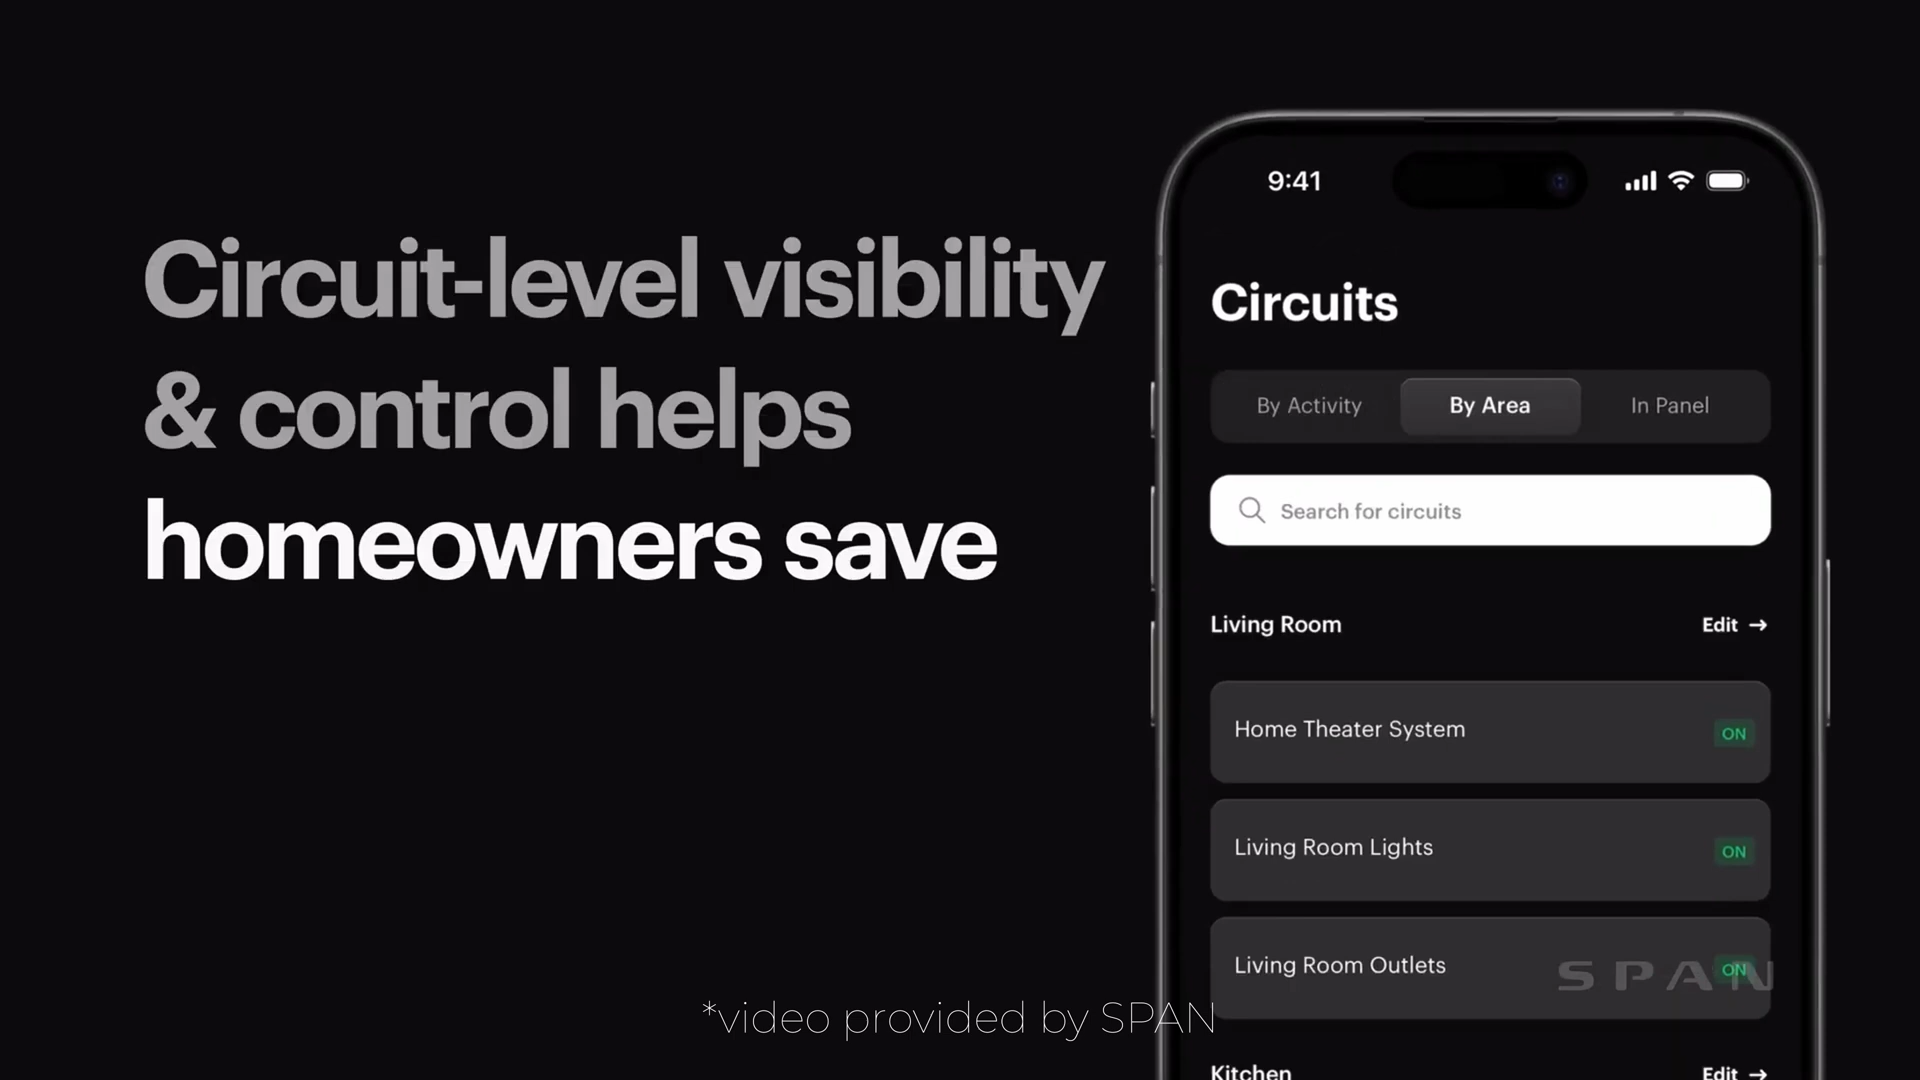 Circuit-level visibility
& control helps
homeowners save
9:41
Circuits
By Activity By Area In Panel
Search for circuits
Living Room Edit →
Home Theater System ON
Living Room Lights ON
Living Room Outlets ON
SPAN
*video provided by SPAN
Kitchen Edit →